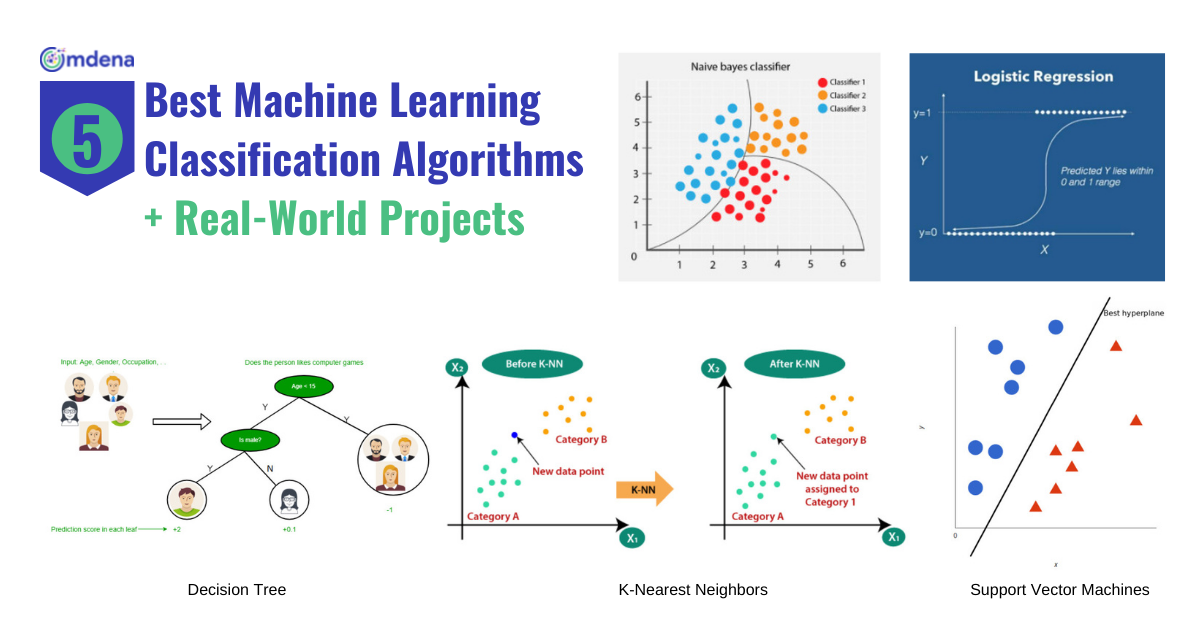 Omdena
5
Best Machine Learning
Classification Algorithms
+ Real-World Projects
Naive bayes classifier
Classifier 1
Classifier 2
Classifier 3
6
5
4
3
2
1
0
1 2 3 4 5 6
Logistic Regression
y=1
Y
Predicted Y lies within
0 and 1 range
y=0
X
Input: Age, Gender, Occupation, ...
Does the person likes computer games
Age < 15
Y
Y
Is male?
Y
N
Prediction score in each leaf
+2
+0.1
-1
Decision Tree
Before K-NN
X₂
Category B
New data point
Category A
X₁
K-NN
After K-NN
X₂
Category B
New data point
assigned to
Category 1
Category A
X₁
K-Nearest Neighbors
Best hyperplane
y
0
x
Support Vector Machines